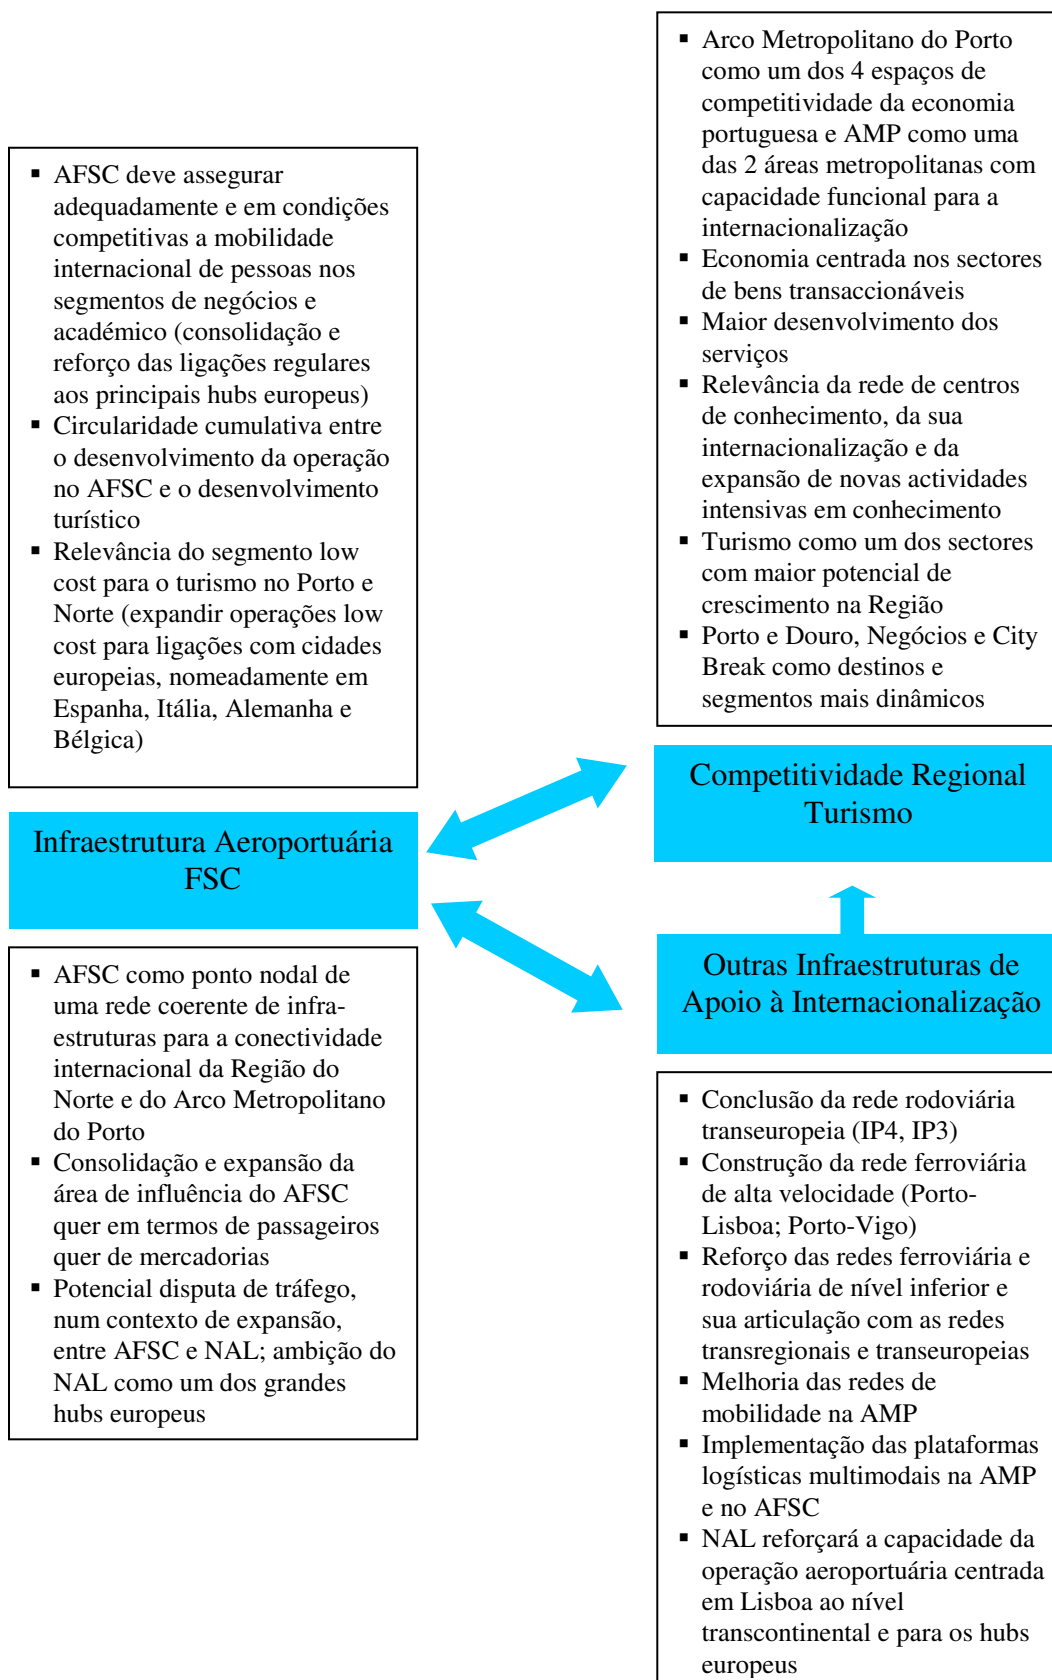 ▪ AFSC deve assegurar
adequadamente e em condições
competitivas a mobilidade
internacional de pessoas nos
segmentos de negócios e
académico (consolidação e
reforço das ligações regulares
aos principais hubs europeus)
▪ Circularidade cumulativa entre
o desenvolvimento da operação
no AFSC e o desenvolvimento
turístico
▪ Relevância do segmento low
cost para o turismo no Porto e
Norte (expandir operações low
cost para ligações com cidades
europeias, nomeadamente em
Espanha, Itália, Alemanha e
Bélgica)
Infraestrutura Aeroportuária
FSC
▪ AFSC como ponto nodal de
uma rede coerente de infra-
estruturas para a conectividade
internacional da Região do
Norte e do Arco Metropolitano
do Porto
▪ Consolidação e expansão da
área de influência do AFSC
quer em termos de passageiros
quer de mercadorias
▪ Potencial disputa de tráfego,
num contexto de expansão,
entre AFSC e NAL; ambição do
NAL como um dos grandes
hubs europeus
▪ Arco Metropolitano do Porto
como um dos 4 espaços de
competitividade da economia
portuguesa e AMP como uma
das 2 áreas metropolitanas com
capacidade funcional para a
internacionalização
▪ Economia centrada nos sectores
de bens transaccionáveis
▪ Maior desenvolvimento dos
serviços
▪ Relevância da rede de centros
de conhecimento, da sua
internacionalização e da
expansão de novas actividades
intensivas em conhecimento
▪ Turismo como um dos sectores
com maior potencial de
crescimento na Região
▪ Porto e Douro, Negócios e City
Break como destinos e
segmentos mais dinâmicos
Competitividade Regional
Turismo
Outras Infraestruturas de
Apoio à Internacionalização
▪ Conclusão da rede rodoviária
transeuropeia (IP4, IP3)
▪ Construção da rede ferroviária
de alta velocidade (Porto-
Lisboa; Porto-Vigo)
▪ Reforço das redes ferroviária e
rodoviária de nível inferior e
sua articulação com as redes
transregionais e transeuropeias
▪ Melhoria das redes de
mobilidade na AMP
▪ Implementação das plataformas
logísticas multimodais na AMP
e no AFSC
▪ NAL reforçará a capacidade da
operação aeroportuária centrada
em Lisboa ao nível
transcontinental e para os hubs
europeus